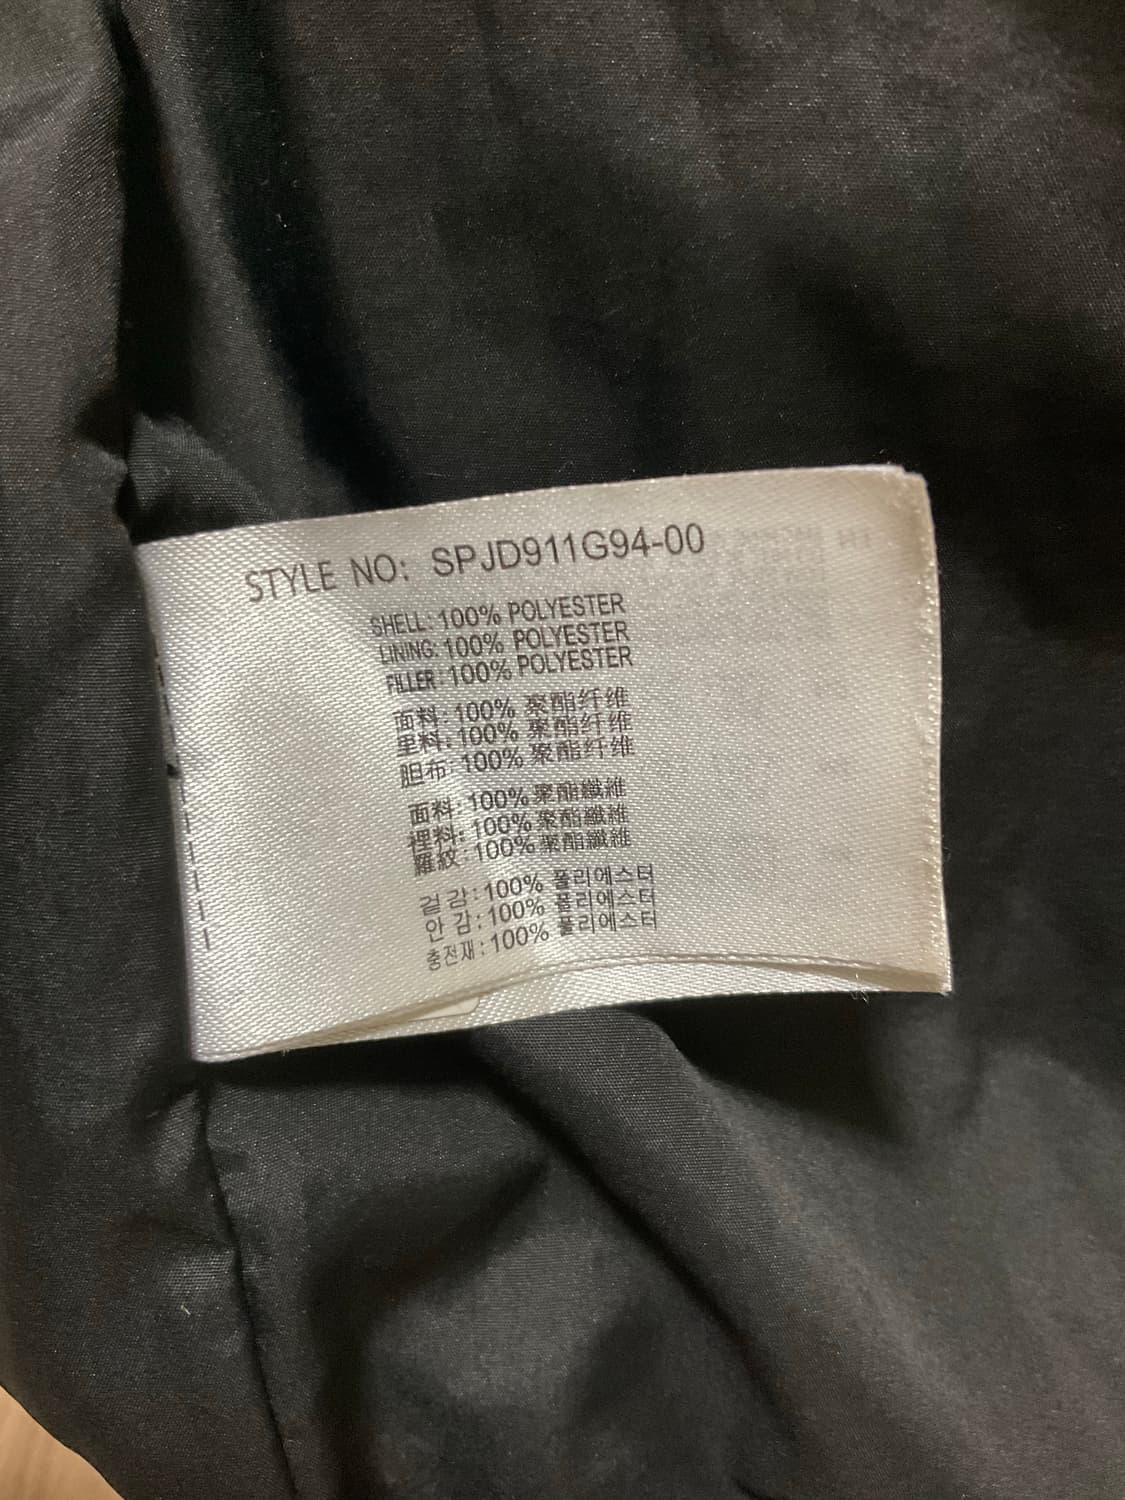 STYLE NO: SPJD911G94-00
SHELL: 100% POLYESTER
LINING: 100% POLYESTER
FILLER: 100% POLYESTER
面料: 100% 聚酯纤维
里料: 100% 聚酯纤维
胆布: 100% 聚酯纤维
面料: 100% 聚酯纖維
裡料: 100% 聚酯纖維
羅紋: 100% 聚酯纖維
겉감: 100% 폴리에스터
안감: 100% 폴리에스터
충전재: 100% 폴리에스터